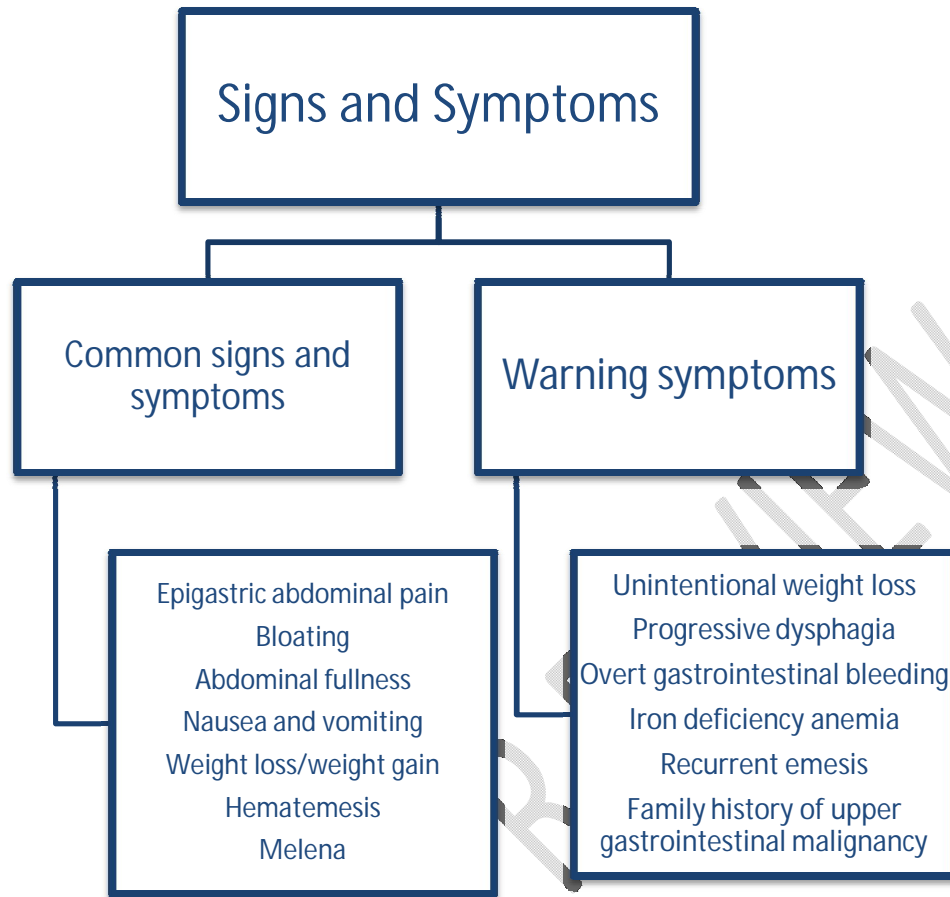 Signs and Symptoms
Common signs and
symptoms
Warning symptoms
Epigastric abdominal pain
Bloating
Abdominal fullness
Nausea and vomiting
Weight loss/weight gain
Hematemesis
Melena
Unintentional weight loss
Progressive dysphagia
Overt gastrointestinal bleeding
Iron deficiency anemia
Recurrent emesis
Family history of upper
gastrointestinal malignancy